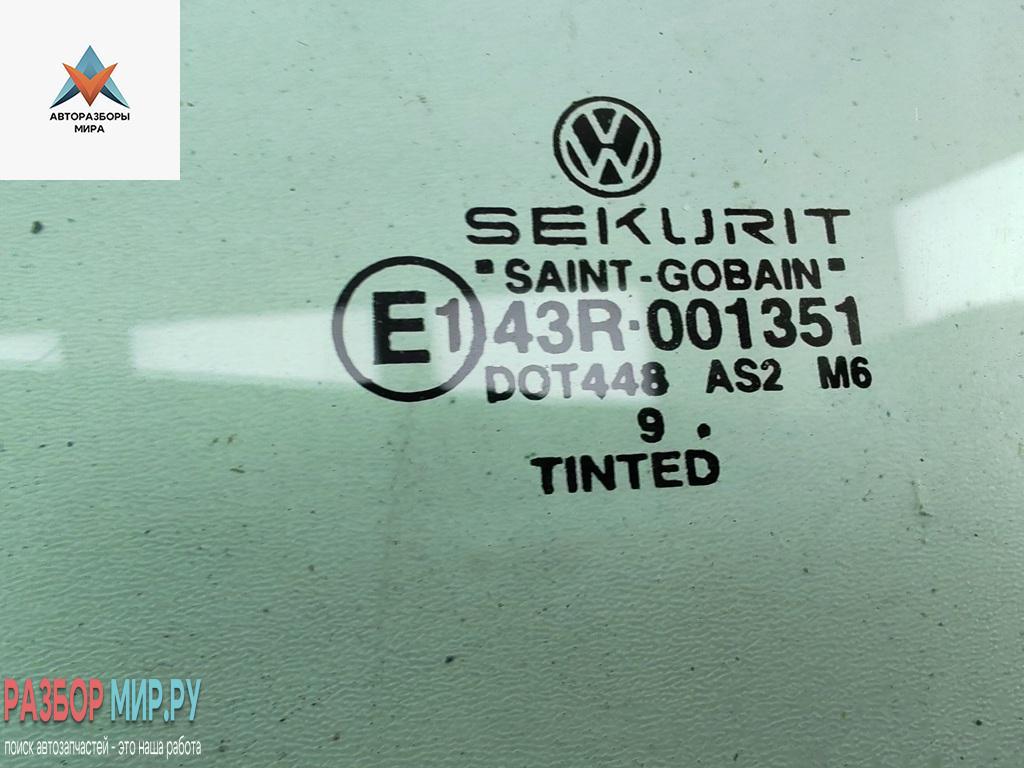 АВТОРАЗБОРЫ
МИРА
SEKURIT
"SAINT-GOBAIN"
E1 43R-001351
DOT448 AS2 M6
9 .
TINTED
РАЗБОР МИР.РУ
поиск автозапчастей - это наша работа